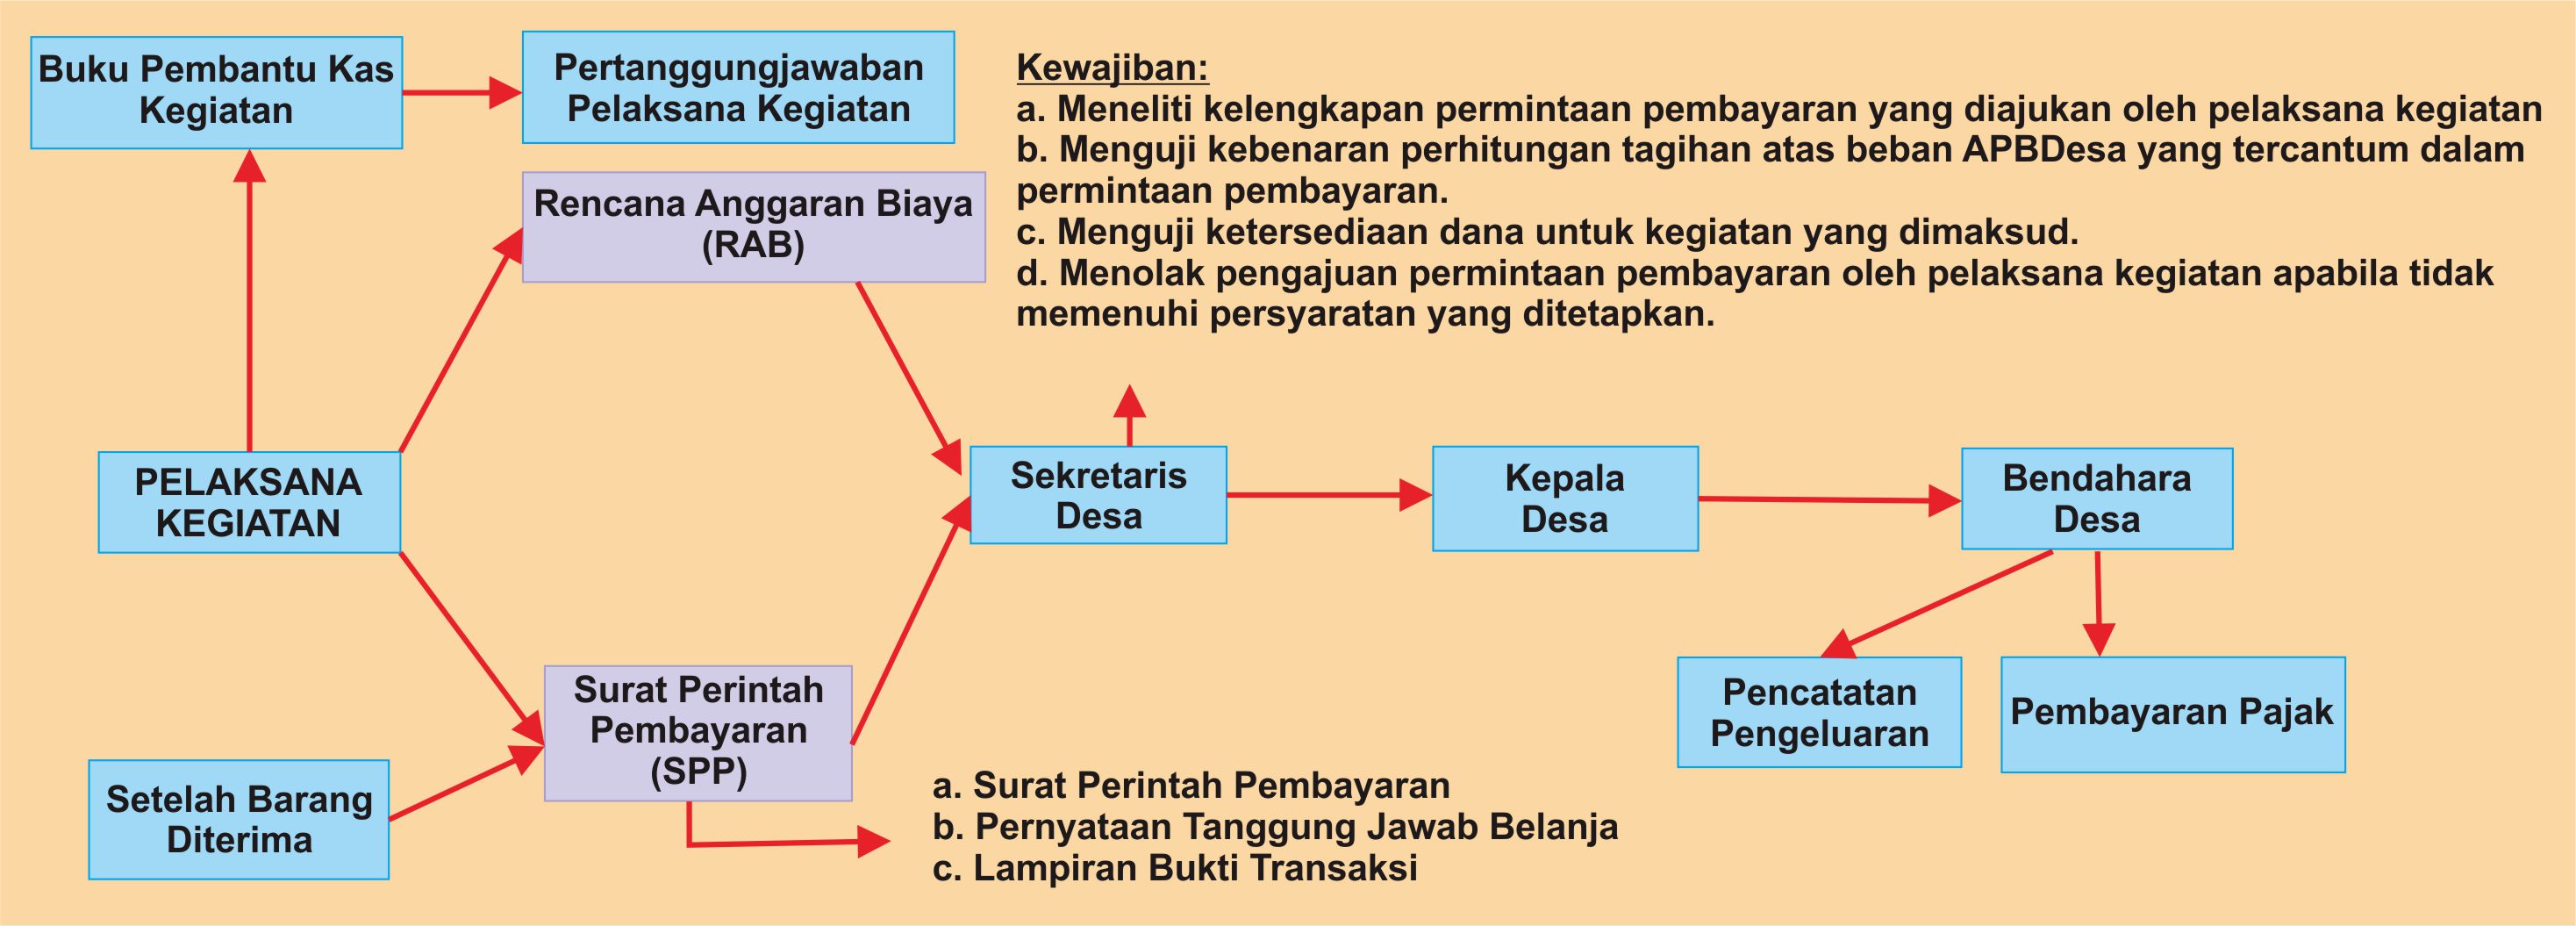 Buku Pembantu Kas
Kegiatan
Pertanggungjawaban
Pelaksana Kegiatan
Kewajiban:
a. Meneliti kelengkapan permintaan pembayaran yang diajukan oleh pelaksana kegiatan
b. Menguji kebenaran perhitungan tagihan atas beban APBDesa yang tercantum dalam
permintaan pembayaran.
c. Menguji ketersediaan dana untuk kegiatan yang dimaksud.
d. Menolak pengajuan permintaan pembayaran oleh pelaksana kegiatan apabila tidak
memenuhi persyaratan yang ditetapkan.
Rencana Anggaran Biaya
(RAB)
PELAKSANA
KEGIATAN
Sekretaris
Desa
Kepala
Desa
Bendahara
Desa
Surat Perintah
Pembayaran
(SPP)
Pencatatan
Pengeluaran
Pembayaran Pajak
Setelah Barang
Diterima
a. Surat Perintah Pembayaran
b. Pernyataan Tanggung Jawab Belanja
c. Lampiran Bukti Transaksi